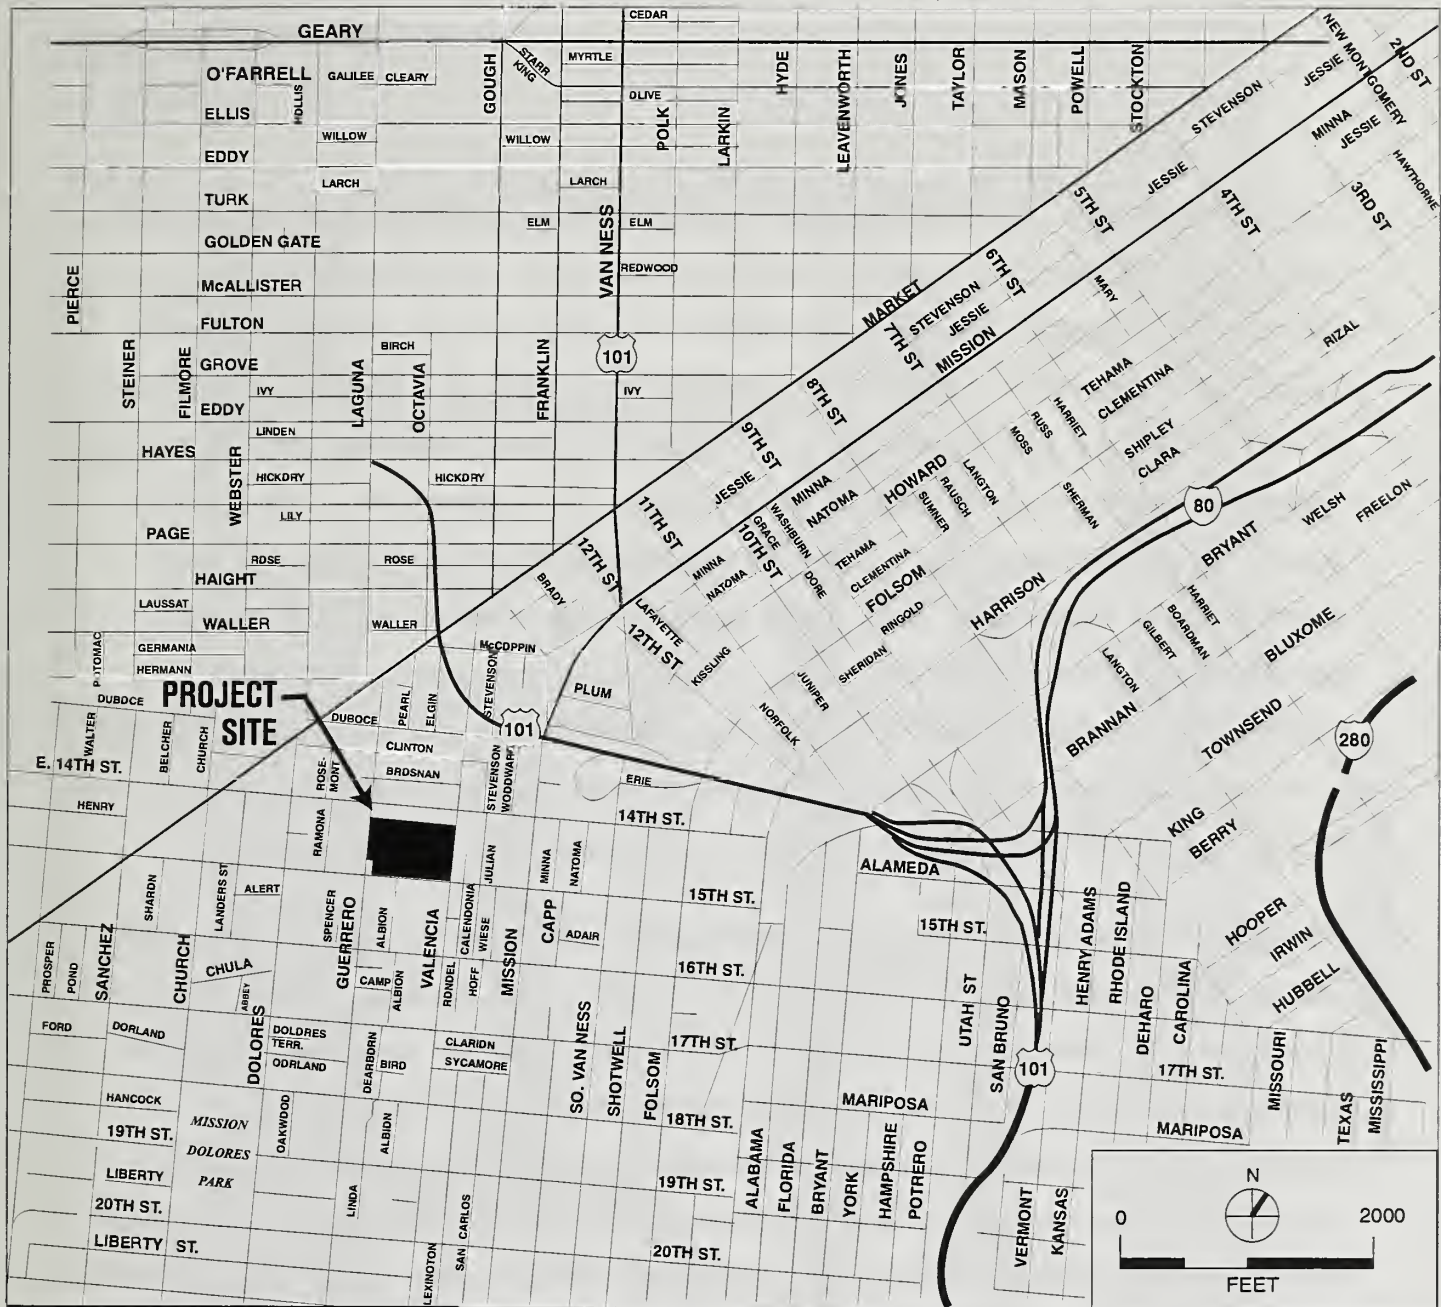 CEDAR
GEARY
STARR
KING
MYRTLE
O'FARRELL
GALILEE
CLEARY
HOLLIS
GOUGH
OLIVE
ELLIS
POLK
LARKIN
HYDE
LEAVENWORTH
JONES
TAYLOR
MASON
POWELL
STOCKTON
NEW MONTGOMERY
2ND ST
JESSIE
STEVENSON
MINNA
JESSIE
HAWTHORNE
WILLOW
WILLOW
EDDY
LARCH
LARCH
TURK
JESSIE
5TH ST
4TH ST
3RD ST
ELM
VAN NESS
ELM
GOLDEN GATE
PIERCE
REDWOOD
McALLISTER
6TH ST
MARY
FULTON
MARKET
STEVENSON
JESSIE
7TH ST
MISSION
RIZAL
STEINER
FILMORE
GROVE
BIRCH
LAGUNA
OCTAVIA
FRANKLIN
101
IVY
IVY
EDDY
8TH ST
TEHAMA
CLEMENTINA
HARRIET
RUSS
MOSS
SHIPLEY
CLARA
LINDEN
HAYES
9TH ST
JESSIE
WEBSTER
HICKDRY
HICKDRY
MINNA
NATOMA
HOWARD
LANGTON
RAUSCH
SUMNER
SHERMAN
80
WELSH
FREELON
BRYANT
LILY
PAGE
11TH ST
WASHBURN
GRACE
10TH ST
12TH ST
RDSE
ROSE
HAIGHT
BRADY
MINNA
NATOMA
DORE
TEHAMA
CLEMENTINA
FOLSOM
RINGOLD
HARRISON
LAUSSAT
WALLER
WALLER
LAFAYETTE
12TH ST
HARRIET
BOARDMAN
GILBERT
LANGTON
BLUXOME
POTOMAC
GERMANIA
HERMANN
McCDPPIN
STEVENSON
KISSLING
SHERIDAN
JUNIPER
PLUM
NORFOLK
PROJECT
SITE
DUBDCE
DUBOCE
PEARL
ELGIN
101
BRANNAN
TOWNSEND
280
WALTER
BELCHER
CHURCH
CLINTON
BRDSNAN
ROSE-
MONT
STEVENSON
WODDWARD
ERIE
E. 14TH ST.
HENRY
14TH ST.
KING
BERRY
RAMONA
JULIAN
MINNA
NATOMA
ALAMEDA
SHARDN
LANDERS ST
ALERT
15TH ST.
15TH ST.
SPENCER
GUERRERO
ALBION
VALENCIA
CALENDONIA
WIESE
MISSION
CAPP
ADAIR
HENRY ADAMS
RHODE ISLAND
HOOPER
IRWIN
HUBBELL
PROSPER
POND
SANCHEZ
CHURCH
CHULA
ABBEY
CAMP
ALBION
RDNDEL
HOFF
16TH ST.
UTAH ST
SAN BRUNO
DEHARO
CAROLINA
FORD
DORLAND
DOLORES
DOLDRES
TERR.
ODRLAND
DEARBORN
BIRD
CLARIDN
SYCAMORE
SO. VAN NESS
SHOTWELL
FOLSOM
17TH ST.
101
17TH ST.
MISSOURI
TEXAS
MISSISSIPPI
HANCOCK
19TH ST.
MISSION
DOLORES
PARK
OAKWOOD
ALBIDN
18TH ST.
MARIPOSA
MARIPOSA
LIBERTY
20TH ST.
LIBERTY ST.
LINDA
LEXINGTON
SAN CARLOS
19TH ST.
20TH ST.
ALABAMA
FLORIDA
BRYANT
YORK
HAMPSHIRE
POTRERO
VERMONT
KANSAS
N
0
2000
FEET